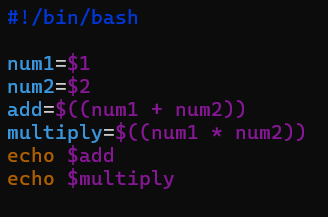 #!/bin/bash

num1=$1
num2=$2
add=$((num1 + num2))
multiply=$((num1 * num2))
echo $add
echo $multiply